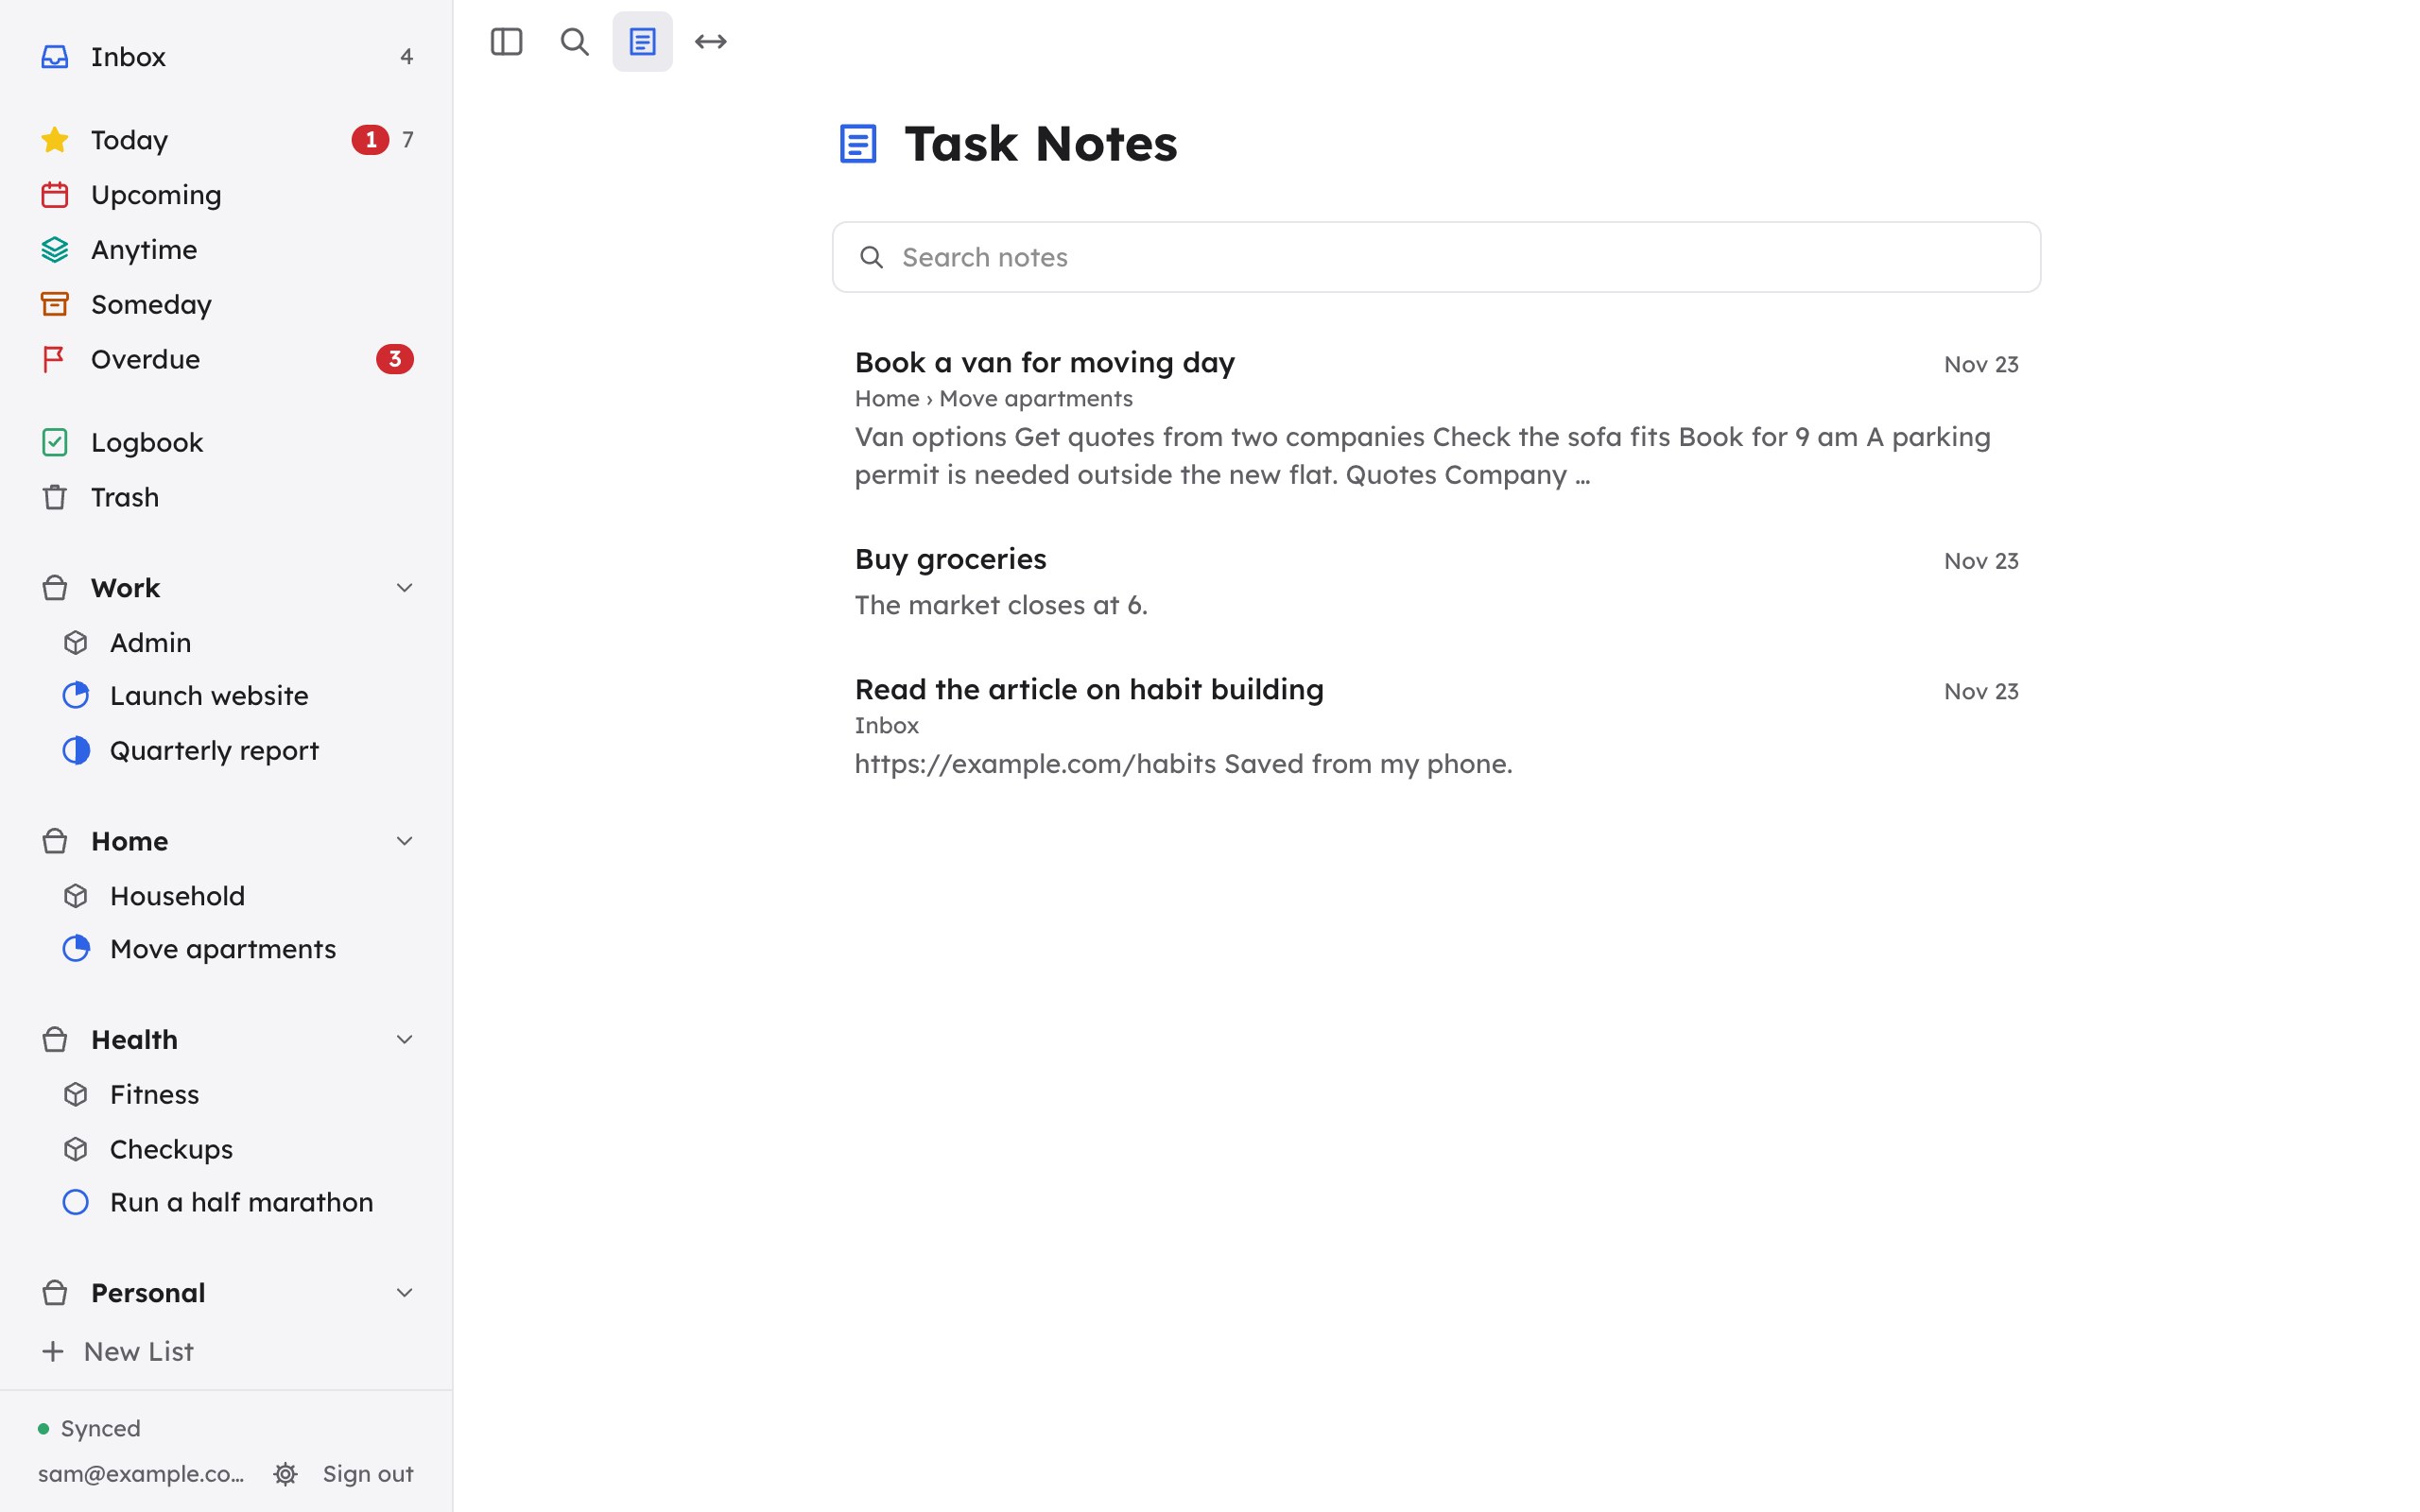 Inbox 4
Today 1 7
Upcoming
Anytime
Someday
Overdue 3
Logbook
Trash
Work
Admin
Launch website
Quarterly report
Home
Household
Move apartments
Health
Fitness
Checkups
Run a half marathon
Personal
New List
Synced
sam@example.co… Sign out
Task Notes
Search notes
Book a van for moving day Nov 23
Home › Move apartments
Van options Get quotes from two companies Check the sofa fits Book for 9 am A parking
permit is needed outside the new flat. Quotes Company …
Buy groceries Nov 23
The market closes at 6.
Read the article on habit building Nov 23
Inbox
https://example.com/habits Saved from my phone.